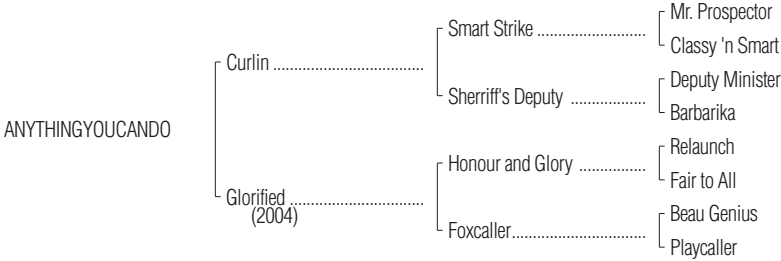 Mr. Prospector
Smart Strike ..........................
Classy 'n Smart
Curlin ....................................
Deputy Minister
Sherriff's Deputy ..................
Barbarika
ANYTHINGYOUCANDO
Relaunch
Honour and Glory ................
Fair to All
Glorified ................................
(2004)
Beau Genius
Foxcaller................................
Playcaller